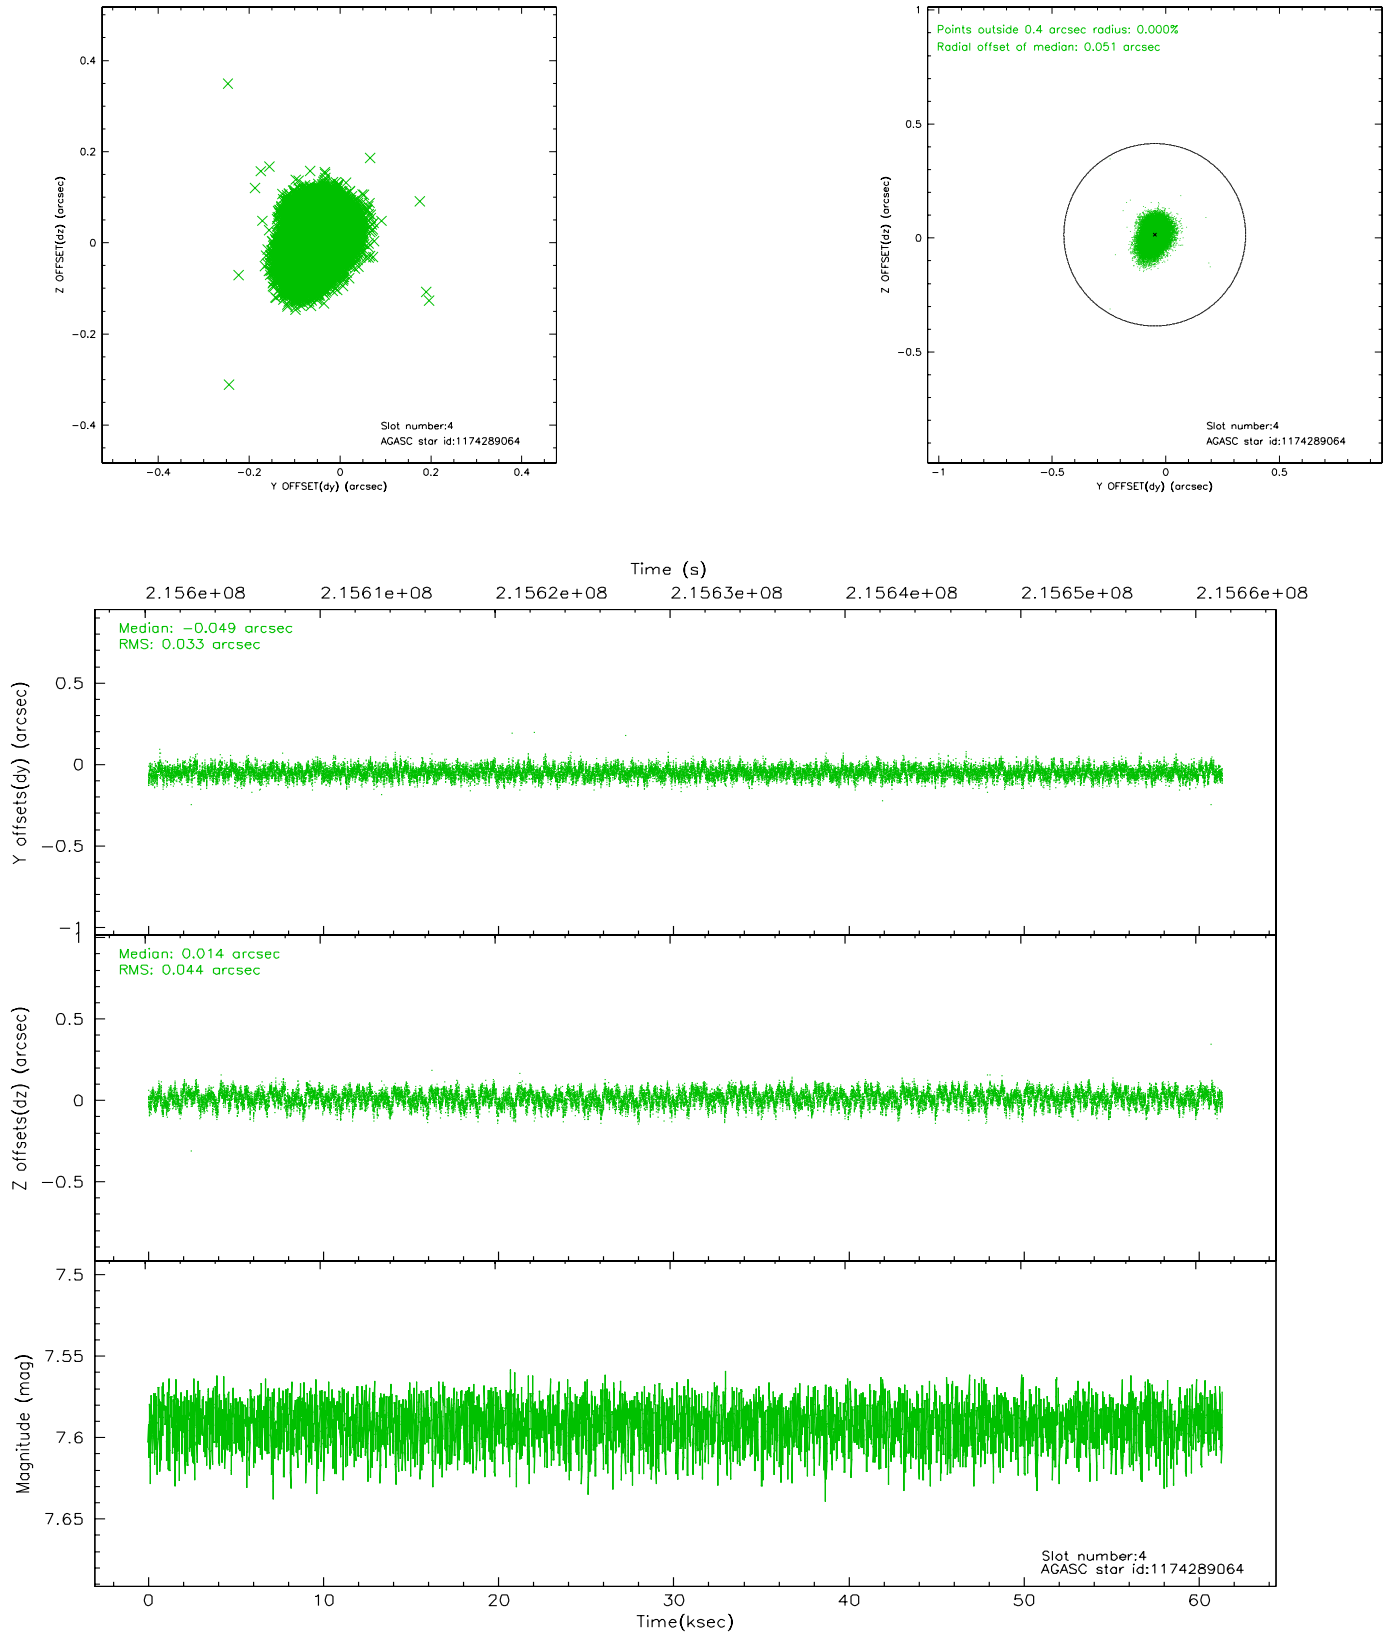 Points outside 0.4 arcsec radius: 0.000%
Radial offset of median: 0.051 arcsec
0.4
0.2
0
−0.2
−0.4
Z OFFSET(dz) (arcsec)
Slot number:4
AGASC star id:1174289064
−0.4 −0.2 0 0.2 0.4
Y OFFSET(dy) (arcsec)
1
0.5
0
−0.5
Z OFFSET(dz) (arcsec)
Slot number:4
AGASC star id:1174289064
−1 −0.5 0 0.5
Y OFFSET(dy) (arcsec)
Time (s)
2.156e+08 2.1561e+08 2.1562e+08 2.1563e+08 2.1564e+08 2.1565e+08 2.1566e+08
Median: −0.049 arcsec
RMS: 0.033 arcsec
0.5
0
−0.5
−1
Y offsets(dy) (arcsec)
1
Median: 0.014 arcsec
RMS: 0.044 arcsec
0.5
0
−0.5
Z offsets(dz) (arcsec)
7.5
7.55
7.6
7.65
Magnitude (mag)
Slot number:4
AGASC star id:1174289064
0 10 20 30 40 50 60
Time(ksec)